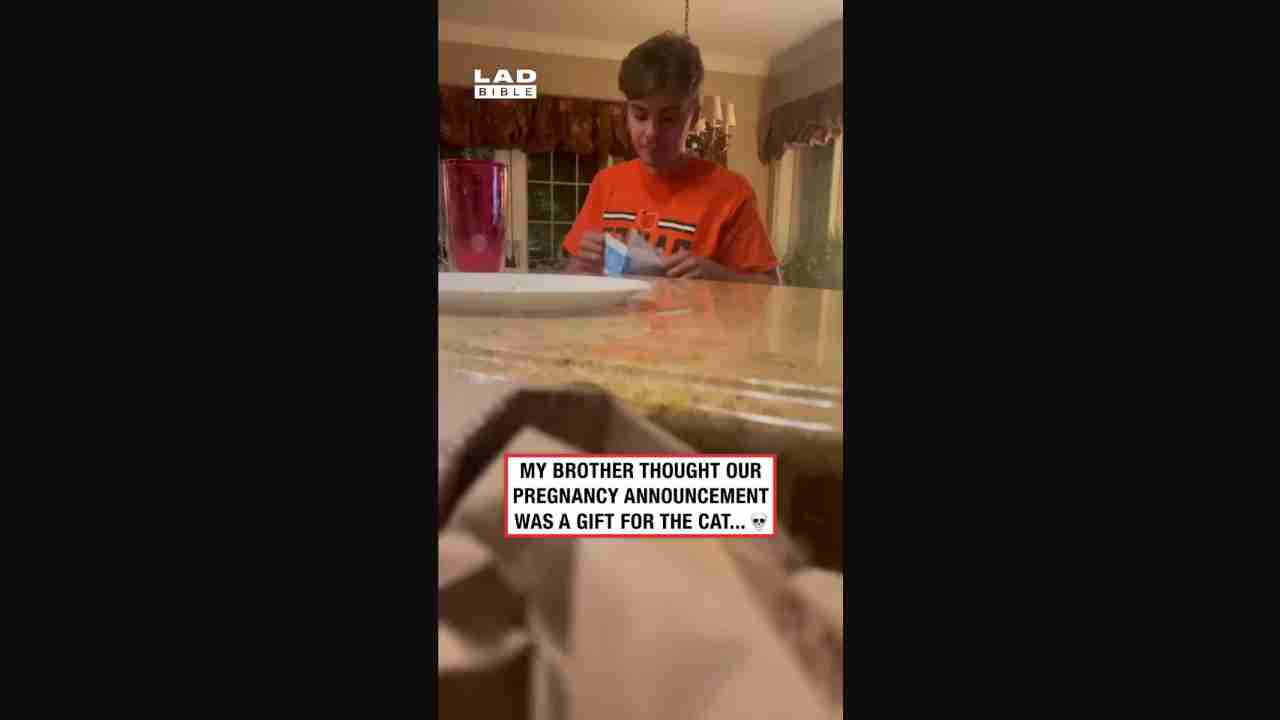 LAD
BIBLE
MY BROTHER THOUGHT OUR
PREGNANCY ANNOUNCEMENT
WAS A GIFT FOR THE CAT...💀